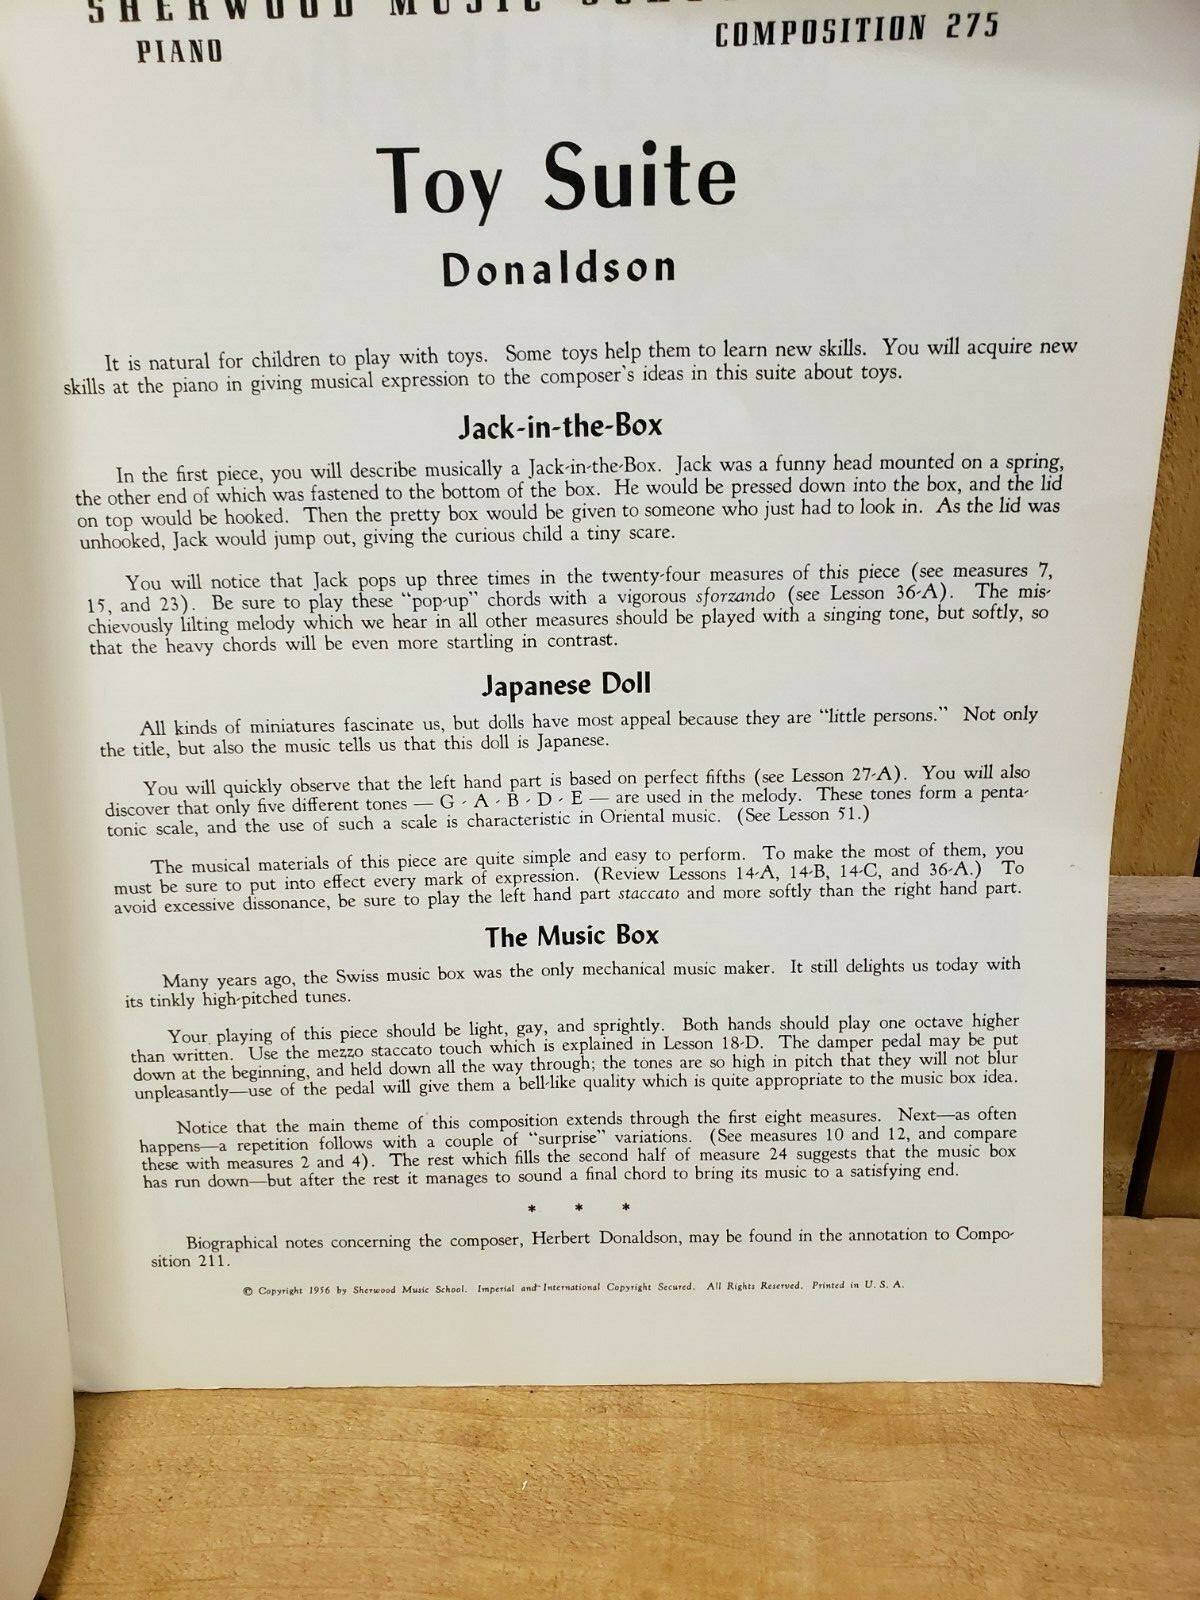 SHERWOOD MUSIC
PIANO
COMPOSITION 275
Toy Suite
Donaldson
It is natural for children to play with toys. Some toys help them to learn new skills. You will acquire new
skills at the piano in giving musical expression to the composer's ideas in this suite about toys.
Jack-in-the-Box
In the first piece, you will describe musically a Jack-in-the-Box. Jack was a funny head mounted on a spring,
the other end of which was fastened to the bottom of the box. He would be pressed down into the box, and the lid
on top would be hooked. Then the pretty box would be given to someone who just had to look in. As the lid was
unhooked, Jack would jump out, giving the curious child a tiny scare.
You will notice that Jack pops up three times in the twenty-four measures of this piece (see measures 7,
15, and 23). Be sure to play these "pop-up" chords with a vigorous sforzando (see Lesson 36-A). The mis-
chievously lilting melody which we hear in all other measures should be played with a singing tone, but softly, so
that the heavy chords will be even more startling in contrast.
Japanese Doll
All kinds of miniatures fascinate us, but dolls have most appeal because they are "little persons." Not only
the title, but also the music tells us that this doll is Japanese.
You will quickly observe that the left hand part is based on perfect fifths (see Lesson 27-A). You will also
discover that only five different tones — G - A - B - D - E — are used in the melody. These tones form a penta-
tonic scale, and the use of such a scale is characteristic in Oriental music. (See Lesson 51.)
The musical materials of this piece are quite simple and easy to perform. To make the most of them, you
must be sure to put into effect every mark of expression. (Review Lessons 14-A, 14-B, 14-C, and 36-A.) To
avoid excessive dissonance, be sure to play the left hand part staccato and more softly than the right hand part.
The Music Box
Many years ago, the Swiss music box was the only mechanical music maker. It still delights us today with
its tinkly high-pitched tunes.
Your playing of this piece should be light, gay, and sprightly. Both hands should play one octave higher
than written. Use the mezzo staccato touch which is explained in Lesson 18-D. The damper pedal may be put
down at the beginning, and held down all the way through; the tones are so high in pitch that they will not blur
unpleasantly—use of the pedal will give them a bell-like quality which is quite appropriate to the music box idea.
Notice that the main theme of this composition extends through the first eight measures. Next—as often
happens—a repetition follows with a couple of "surprise" variations. (See measures 10 and 12, and compare
these with measures 2 and 4). The rest which fills the second half of measure 24 suggests that the music box
has run down—but after the rest it manages to sound a final chord to bring its music to a satisfying end.
* * *
Biographical notes concerning the composer, Herbert Donaldson, may be found in the annotation to Compo-
sition 211.
© Copyright 1956 by Sherwood Music School. Imperial and International Copyright Secured. All Rights Reserved. Printed in U. S. A.